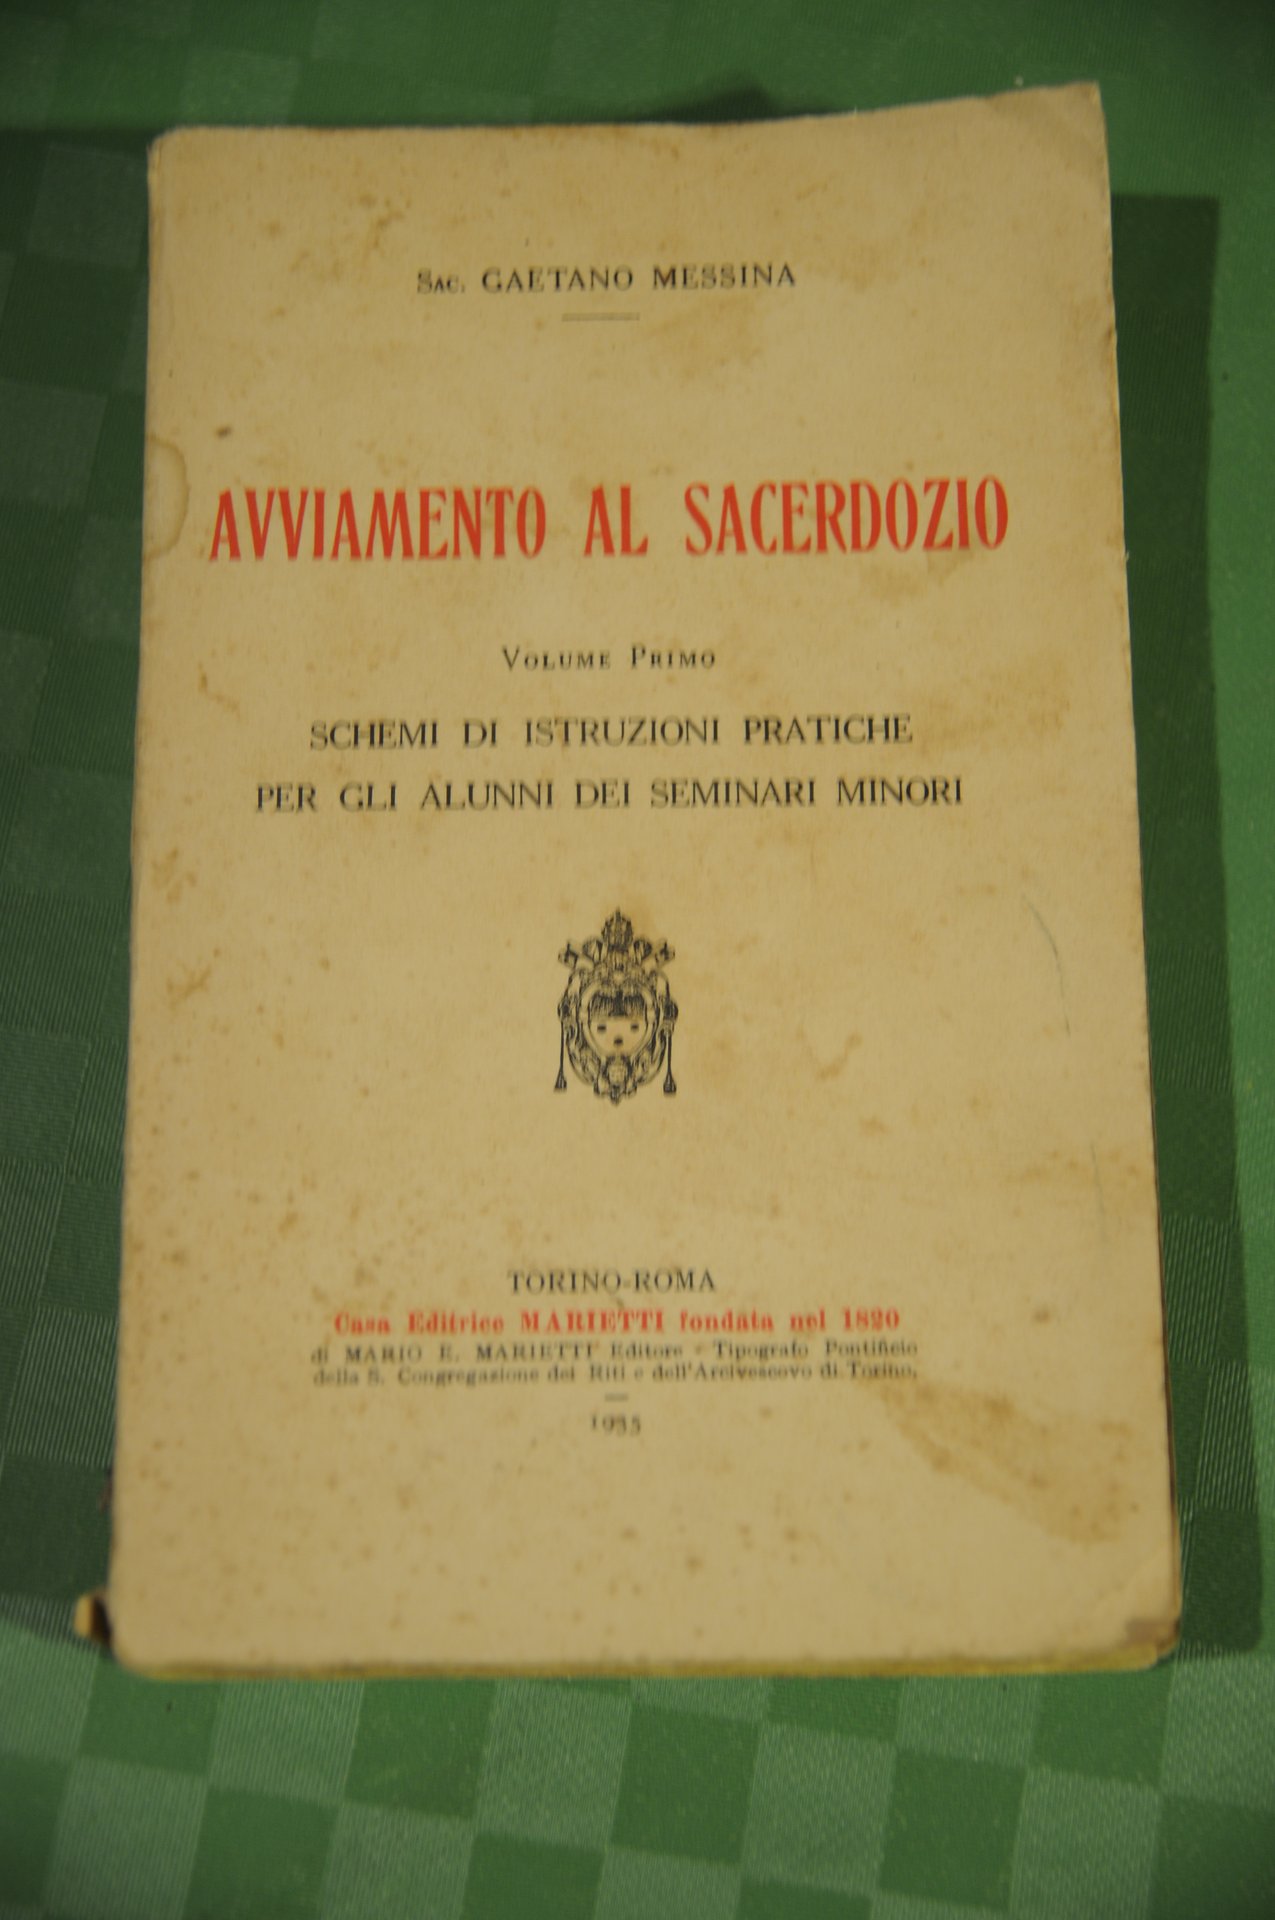 Sac. GAETANO MESSINA
AVVIAMENTO AL SACERDOZIO
Volume Primo
SCHEMI DI ISTRUZIONI PRATICHE
PER GLI ALUNNI DEI SEMINARI MINORI
TORINO-ROMA
Casa Editrice MARIETTI fondata nel 1820
di MARIO E. MARIETTI Editore - Tipografo Pontificio
della S. Congregazione dei Riti e dell'Arcivescovo di Torino.
1935